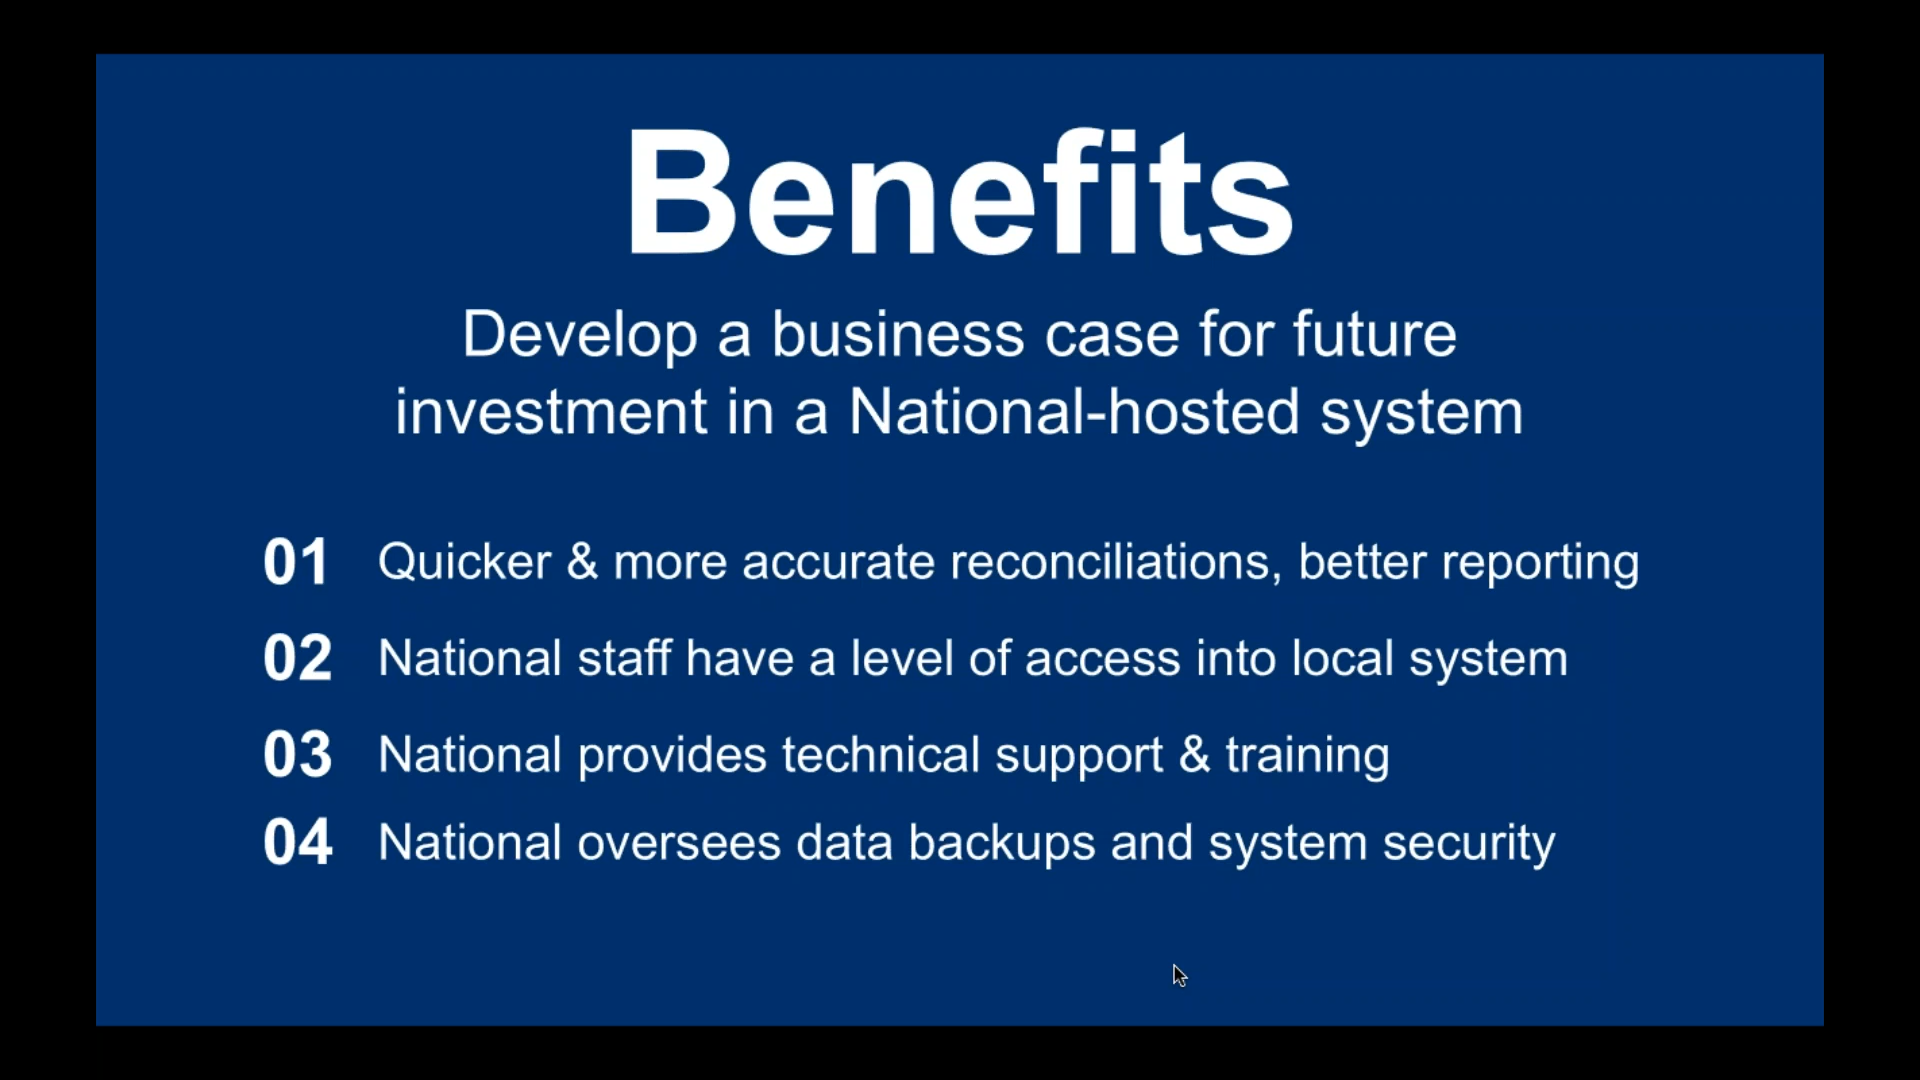 Benefits
Develop a business case for future
investment in a National-hosted system
01 Quicker & more accurate reconciliations, better reporting
02 National staff have a level of access into local system
03 National provides technical support & training
04 National oversees data backups and system security